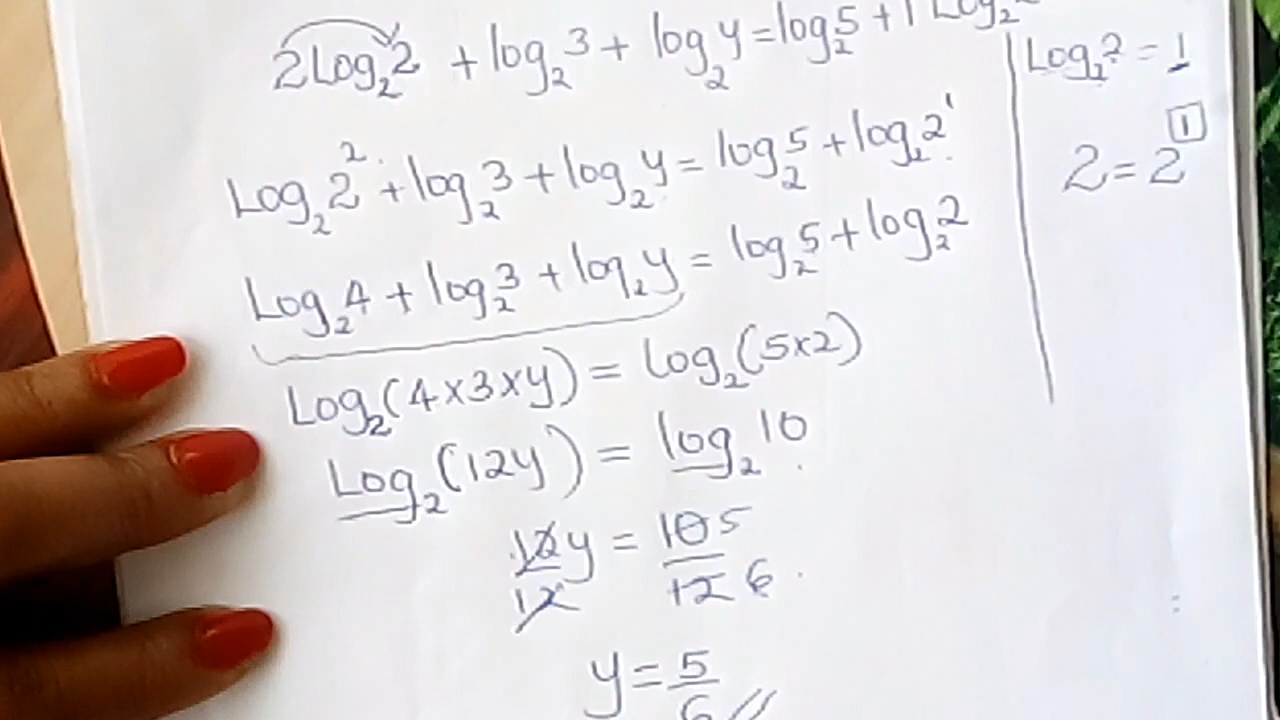 2Log₂2 + log₂3 + log₂y = log₂5 + 1Log₂2
Log₂2 = 1
Log₂2² + log₂3 + log₂y = log₂5 + log₂2¹
2 = 2¹
Log₂4 + log₂3 + log₂y = log₂5 + log₂2
Log₂(4×3×y) = log₂(5×2)
Log₂(12y) = log₂10
12y/12 = 10 5/12 6
y = 5/6